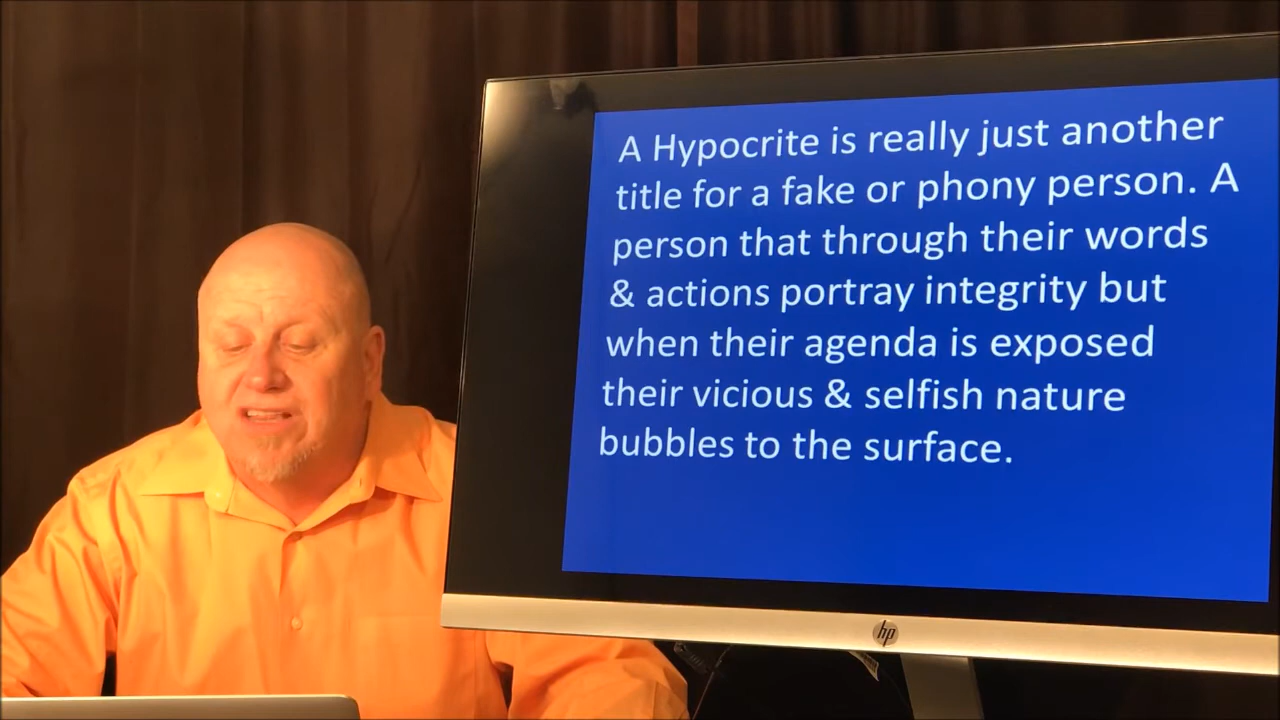 A Hypocrite is really just another
title for a fake or phony person. A
person that through their words
& actions portray integrity but
when their agenda is exposed
their vicious & selfish nature
bubbles to the surface.
hp